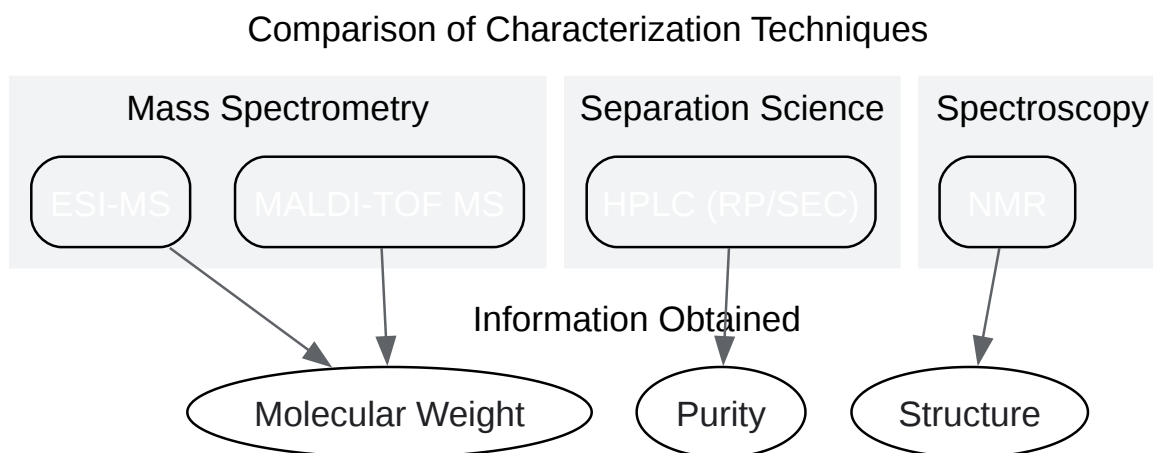 Comparison of Characterization Techniques
Mass Spectrometry
Separation Science
Spectroscopy
ESI-MS
MALDI-TOF MS
HPLC (RP/SEC)
NMR
Information Obtained
Molecular Weight
Purity
Structure